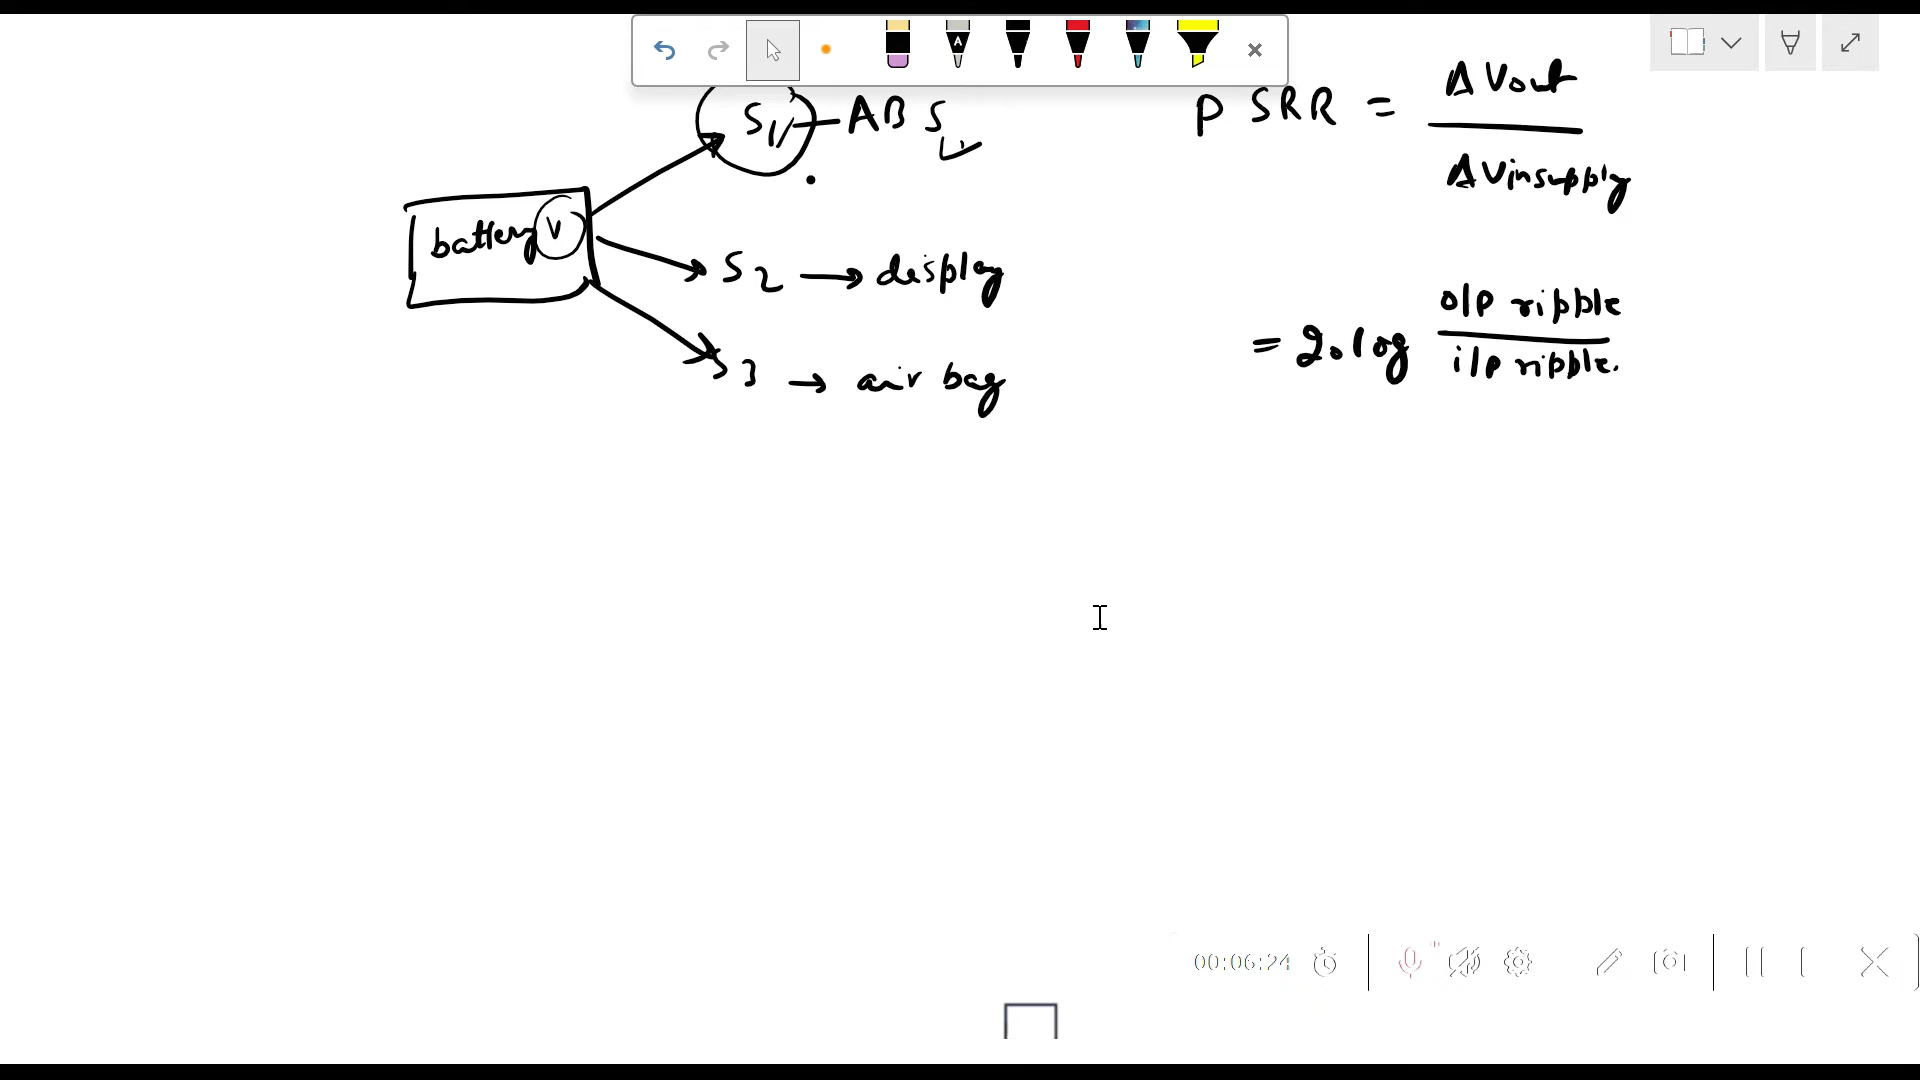 S1 — ABS
battery V
S2 → display
S3 → air bag
PSRR = ΔVout
ΔVinsupply
= 20 log o/p ripple
i/p ripple.
00:06:24